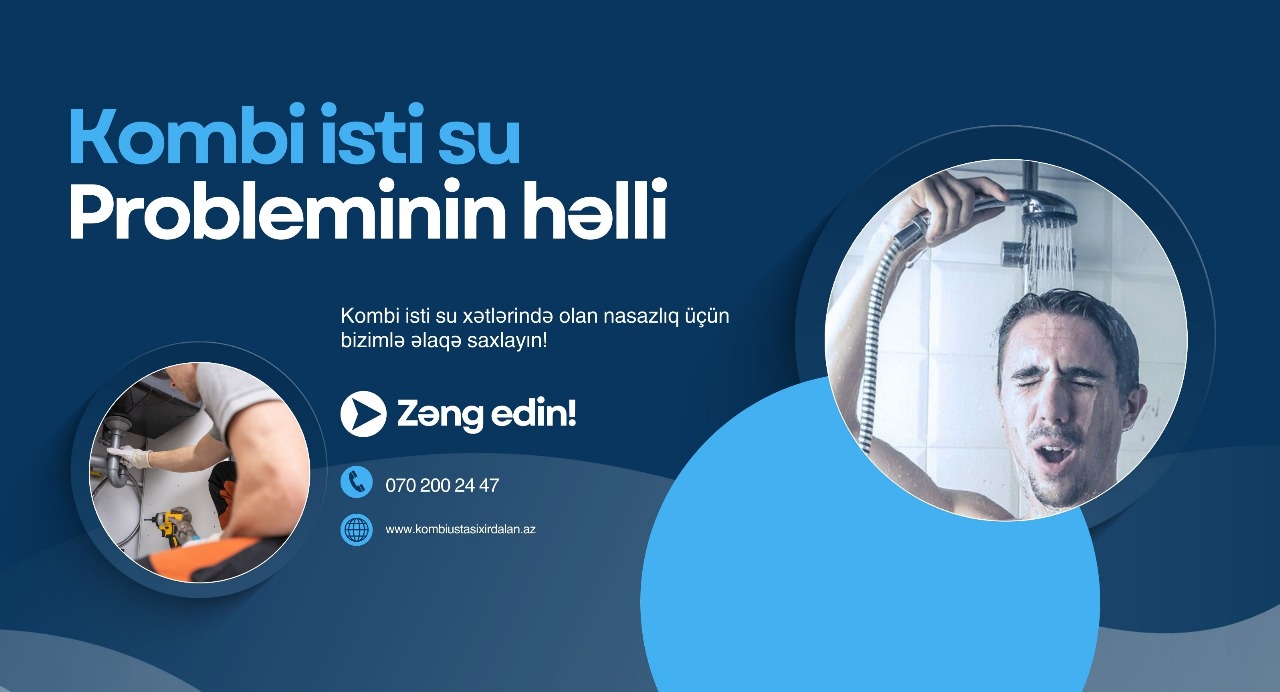 Kombi isti su
Probleminin həlli
Kombi isti su xətlərində olan nasazlıq üçün
bizimlə əlaqə saxlayın!
Zəng edin!
070 200 24 47
www.kombiustasixirdalan.az